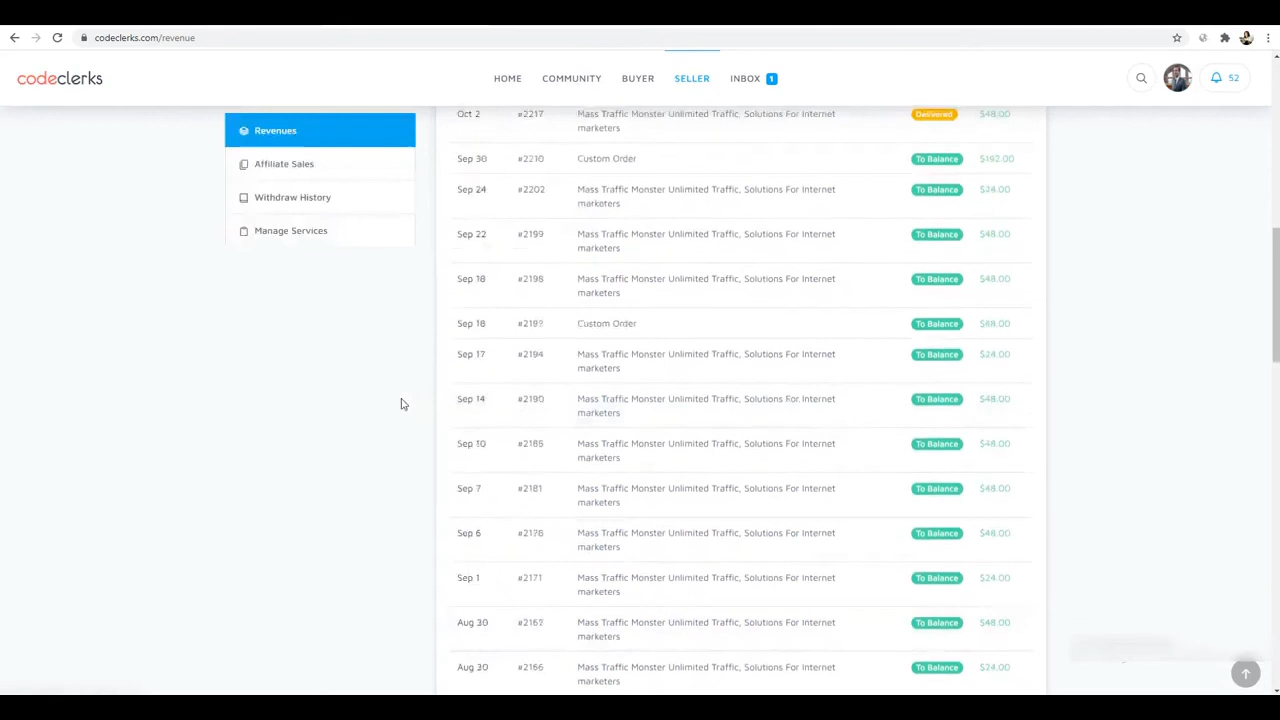 codeclerks.com/revenue
codeclerks
HOME
COMMUNITY
BUYER
SELLER
INBOX 1
52
Revenues
Affiliate Sales
Withdraw History
Manage Services
Oct 2 #2217 Mass Traffic Monster Unlimited Traffic, Solutions For Internet Delivered $48.00
marketers
Sep 30 #2210 Custom Order To Balance $192.00
Sep 24 #2202 Mass Traffic Monster Unlimited Traffic, Solutions For Internet To Balance $24.00
marketers
Sep 22 #2199 Mass Traffic Monster Unlimited Traffic, Solutions For Internet To Balance $48.00
marketers
Sep 18 #2198 Mass Traffic Monster Unlimited Traffic, Solutions For Internet To Balance $48.00
marketers
Sep 18 Custom Order To Balance
Sep 17 #2194 Mass Traffic Monster Unlimited Traffic, Solutions For Internet To Balance $24.00
marketers
Sep 14 #2190 Mass Traffic Monster Unlimited Traffic, Solutions For Internet To Balance $48.00
marketers
Sep 10 #2185 Mass Traffic Monster Unlimited Traffic, Solutions For Internet To Balance $48.00
marketers
Sep 7 #2181 Mass Traffic Monster Unlimited Traffic, Solutions For Internet To Balance $48.00
marketers
Sep 6 #2178 Mass Traffic Monster Unlimited Traffic, Solutions For Internet To Balance $48.00
marketers
Sep 1 #2171 Mass Traffic Monster Unlimited Traffic, Solutions For Internet To Balance $24.00
marketers
Aug 30 Mass Traffic Monster Unlimited Traffic, Solutions For Internet To Balance $48.00
marketers
Aug 30 #2166 Mass Traffic Monster Unlimited Traffic, Solutions For Internet To Balance $24.00
marketers